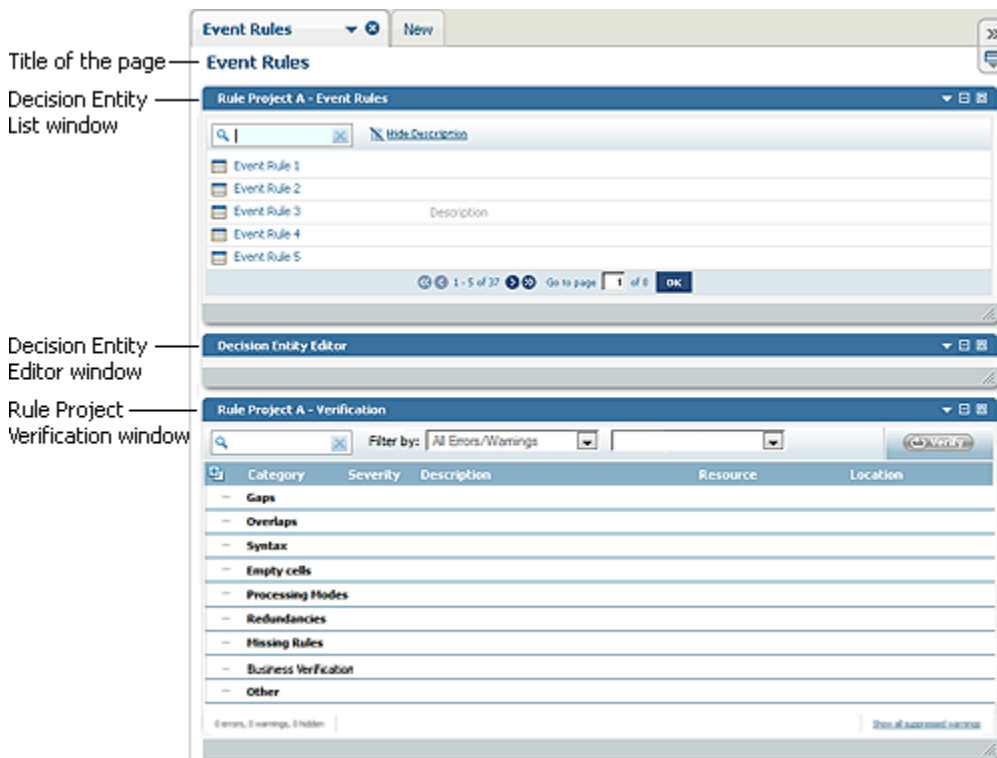 Event Rules
New
Title of the page
Event Rules
Decision Entity
List window
Rule Project A - Event Rules
Hide Description
Event Rule 1
Event Rule 2
Event Rule 3 Description
Event Rule 4
Event Rule 5
1 - 5 of 37 Go to page 1 of 8 OK
Decision Entity
Editor window
Decision Entity Editor
Rule Project
Verification window
Rule Project A - Verification
Filter by: All Errors/Warnings Verify
Category Severity Description Resource Location
Gaps
Overlaps
Syntax
Empty cells
Processing Modes
Redundancies
Missing Rules
Business Verification
Other
0 errors, 0 warnings, 0 hidden Show all suppressed warnings